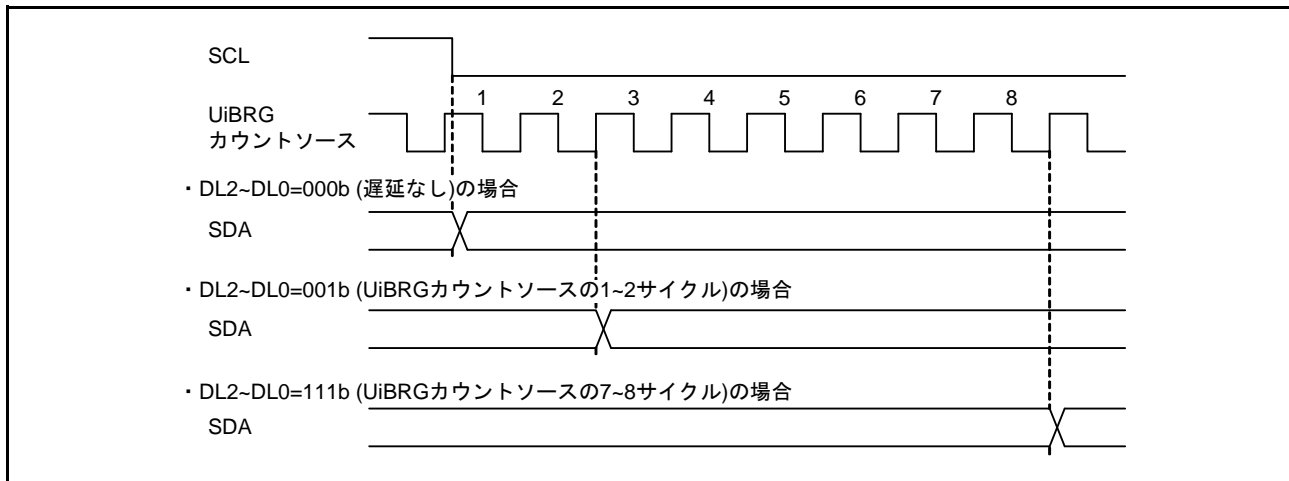 SCL
1 2 3 4 5 6 7 8
UiBRG
カウントソース
・DL2~DL0=000b (遅延なし)の場合
SDA
・DL2~DL0=001b (UiBRGカウントソースの1~2サイクル)の場合
SDA
・DL2~DL0=111b (UiBRGカウントソースの7~8サイクル)の場合
SDA